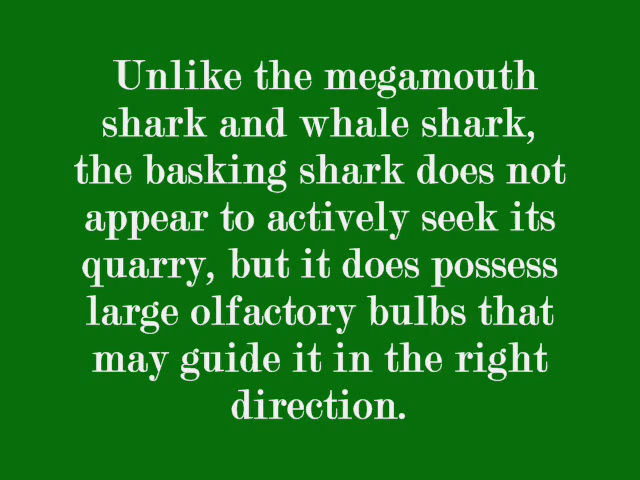 Unlike the megamouth
shark and whale shark,
the basking shark does not
appear to actively seek its
quarry, but it does possess
large olfactory bulbs that
may guide it in the right
direction.